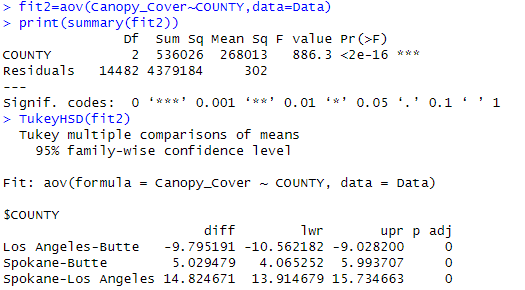 > fit2=aov(Canopy_Cover~COUNTY,data=Data)
> print(summary(fit2))
               Df  Sum Sq Mean Sq F value Pr(>F)
COUNTY          2  536026  268013   886.3 <2e-16 ***
Residuals   14482 4379184     302
---
Signif. codes:  0 ‘***’ 0.001 ‘**’ 0.01 ‘*’ 0.05 ‘.’ 0.1 ‘ ’ 1
> TukeyHSD(fit2)
  Tukey multiple comparisons of means
    95% family-wise confidence level

Fit: aov(formula = Canopy_Cover ~ COUNTY, data = Data)

$COUNTY
                         diff        lwr       upr p adj
Los Angeles-Butte   -9.795191 -10.562182 -9.028200     0
Spokane-Butte        5.029479   4.065252  5.993707     0
Spokane-Los Angeles 14.824671  13.914679 15.734663     0